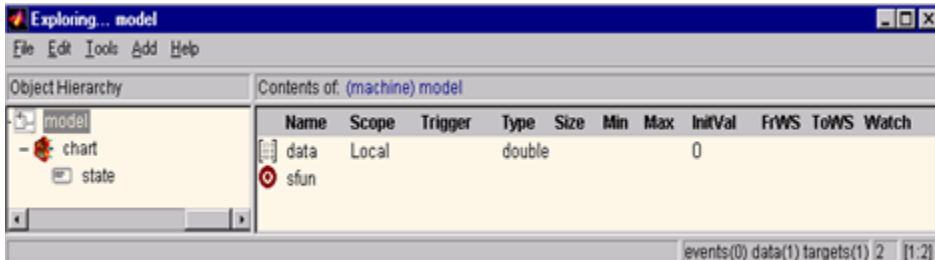 Exploring... model
File Edit Tools Add Help
Object Hierarchy
Contents of: (machine) model
model
chart
state
Name Scope Trigger Type Size Min Max InitVal FrWS ToWS Watch
data Local double 0
sfun
events(0) data(1) targets(1) 2 [1:2]